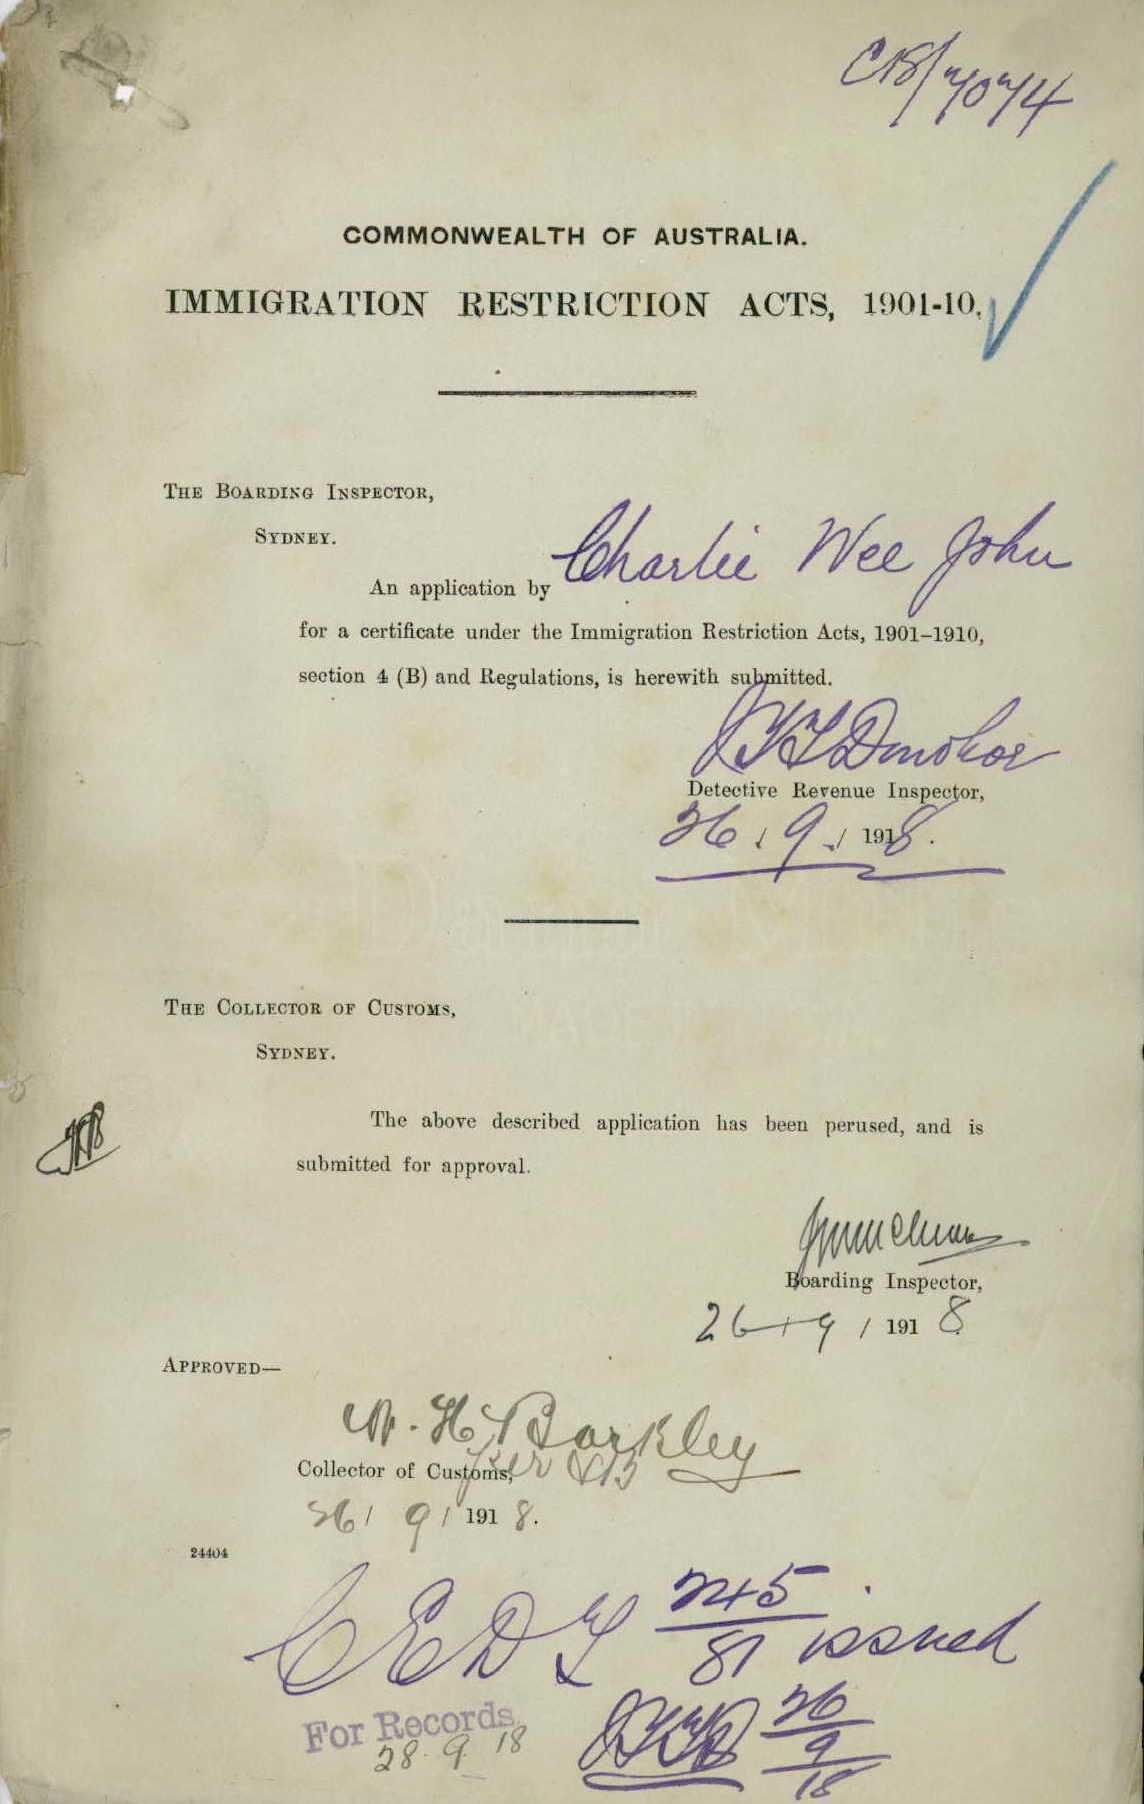 C18/7074
COMMONWEALTH OF AUSTRALIA.
IMMIGRATION RESTRICTION ACTS, 1901-10.
THE BOARDING INSPECTOR,
SYDNEY.
An application by Charlie Wee John
for a certificate under the Immigration Restriction Acts, 1901–1910,
section 4 (B) and Regulations, is herewith submitted.
Donohoe
Detective Revenue Inspector,
26 / 9 / 1918.
THE COLLECTOR OF CUSTOMS,
SYDNEY.
The above described application has been perused, and is
submitted for approval.
Boarding Inspector,
26 / 9 / 1918
APPROVED—
W. H. Barkley
Collector of Customs,
26 / 9 / 1918.
24404
CEDT 245/81 issued
For Records
28.9.18
26/9/18